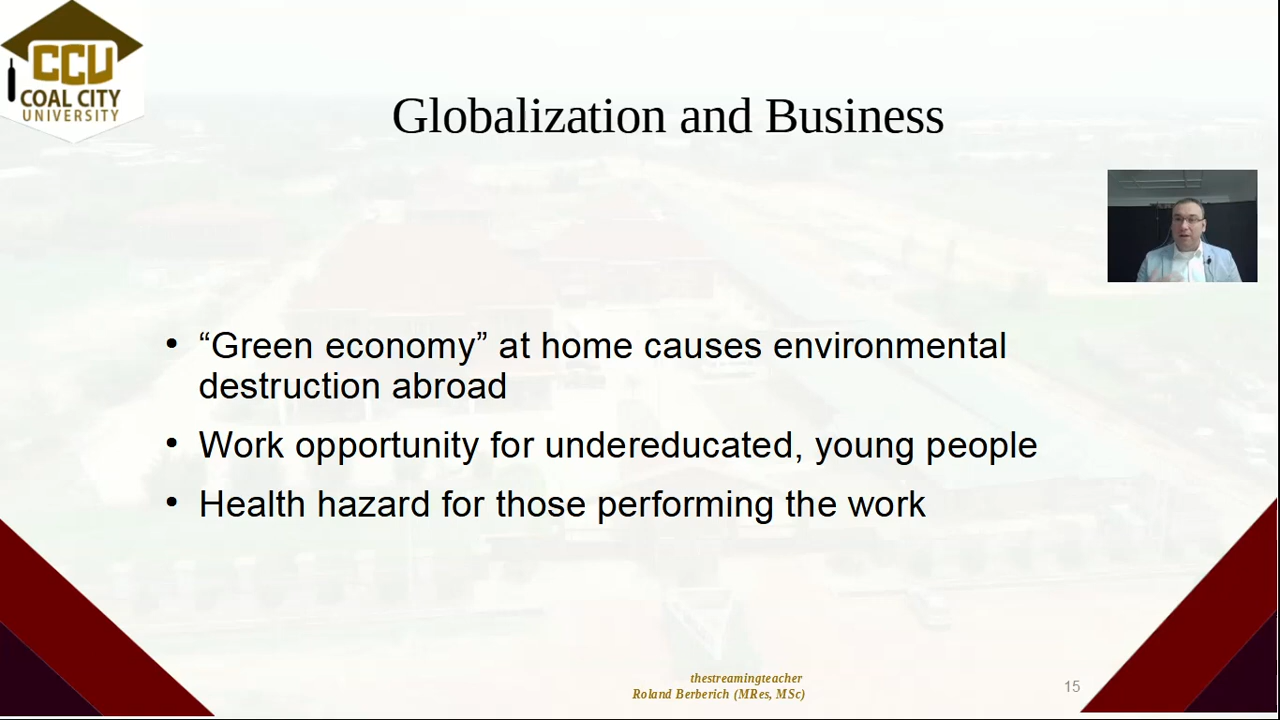 CCU
COAL CITY
UNIVERSITY
Globalization and Business
• “Green economy” at home causes environmental
destruction abroad
• Work opportunity for undereducated, young people
• Health hazard for those performing the work
thestreamingteacher
Roland Berberich (MRes, MSc)
15